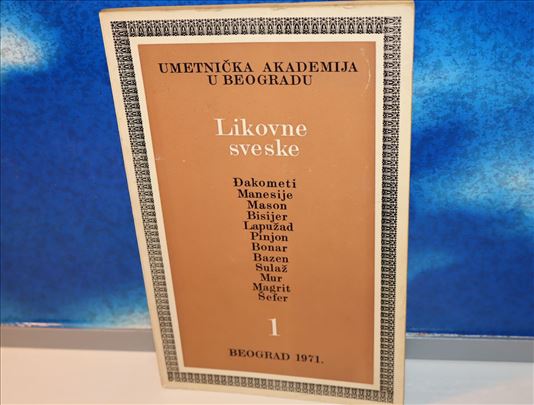 UMETNIČKA AKADEMIJA
U BEOGRADU
Likovne
sveske
Đakometi
Manesije
Mason
Bisijer
Lapužad
Pinjon
Bonar
Bazen
Sulaž
Mur
Magrit
Šefer
1
BEOGRAD 1971.